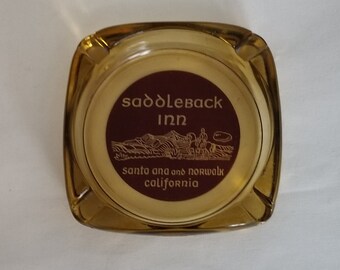 saddleback
inn
santa ana and norwalk
california